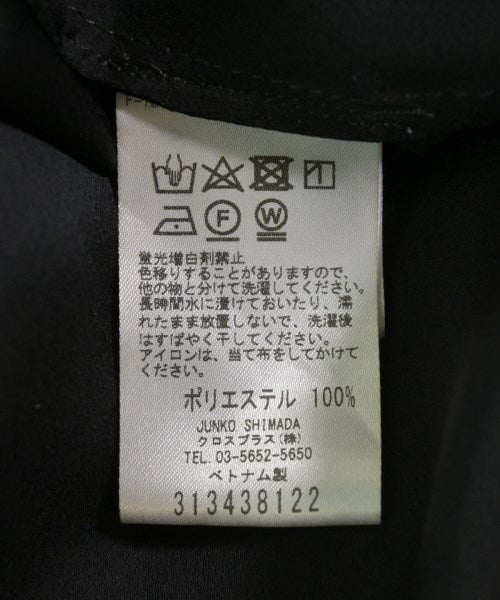 F
W
蛍光増白剤禁止
色移りすることがありますので、
他の物と分けて洗濯してください。
長時間水に漬けておいたり、濡
れたまま放置しないで、洗濯後
はすばやく干してください。
アイロンは、当て布をしてかけて
ください。
ポリエステル 100%
JUNKO SHIMADA
クロスプラス(株)
TEL. 03-5652-5650
ベトナム製
313438122